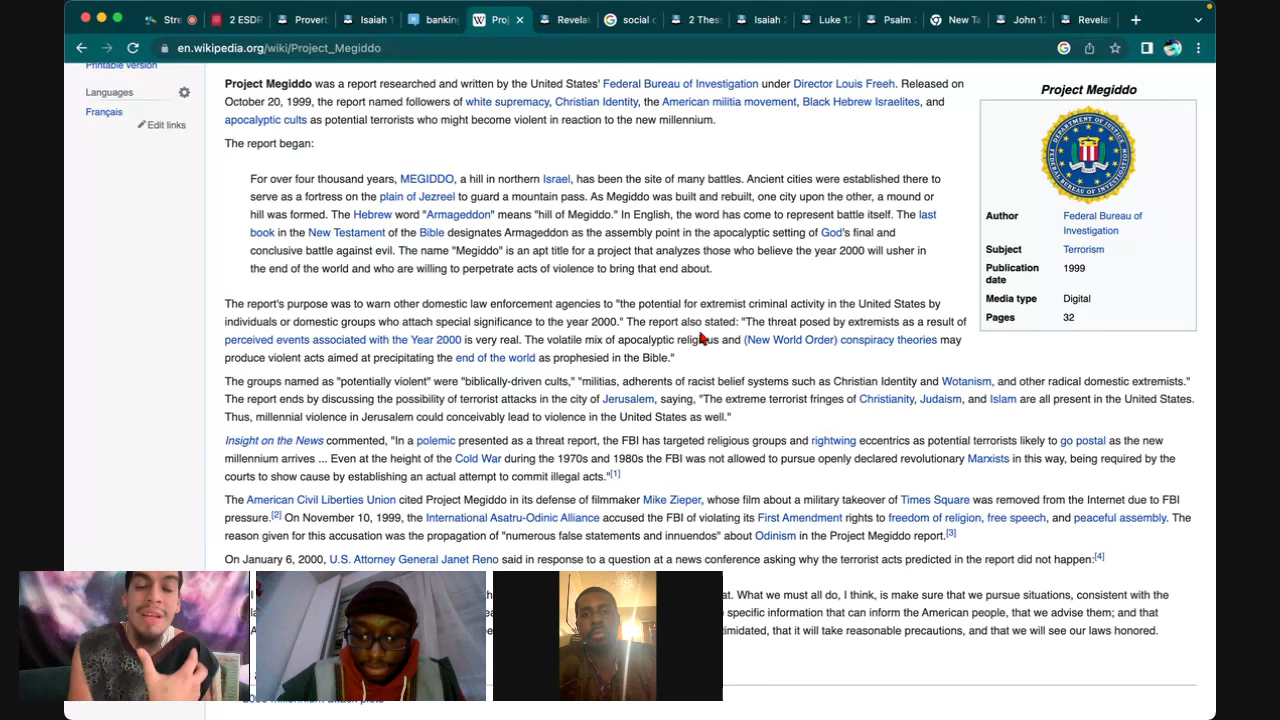 Stre
2 ESDR
Proverb
Isaiah 1
banking
Proj
Revelat
social c
2 Thess
Isaiah
Luke 12
Psalm
New Ta
John 12
Revelat
en.wikipedia.org/wiki/Project_Megiddo
Printable version
Languages
Français
Edit links
Project Megiddo was a report researched and written by the United States' Federal Bureau of Investigation under Director Louis Freeh. Released on
October 20, 1999, the report named followers of white supremacy, Christian Identity, the American militia movement, Black Hebrew Israelites, and
apocalyptic cults as potential terrorists who might become violent in reaction to the new millennium.
The report began:
For over four thousand years, MEGIDDO, a hill in northern Israel, has been the site of many battles. Ancient cities were established there to
serve as a fortress on the plain of Jezreel to guard a mountain pass. As Megiddo was built and rebuilt, one city upon the other, a mound or
hill was formed. The Hebrew word "Armageddon" means "hill of Megiddo." In English, the word has come to represent battle itself. The last
book in the New Testament of the Bible designates Armageddon as the assembly point in the apocalyptic setting of God's final and
conclusive battle against evil. The name "Megiddo" is an apt title for a project that analyzes those who believe the year 2000 will usher in
the end of the world and who are willing to perpetrate acts of violence to bring that end about.
Project Megiddo
Author Federal Bureau of
Investigation
Subject Terrorism
Publication 1999
date
Media type Digital
Pages 32
The report's purpose was to warn other domestic law enforcement agencies to "the potential for extremist criminal activity in the United States by
individuals or domestic groups who attach special significance to the year 2000." The report also stated: "The threat posed by extremists as a result of
perceived events associated with the Year 2000 is very real. The volatile mix of apocalyptic religious and (New World Order) conspiracy theories may
produce violent acts aimed at precipitating the end of the world as prophesied in the Bible."
The groups named as "potentially violent" were "biblically-driven cults," "militias, adherents of racist belief systems such as Christian Identity and Wotanism, and other radical domestic extremists."
The report ends by discussing the possibility of terrorist attacks in the city of Jerusalem, saying, "The extreme terrorist fringes of Christianity, Judaism, and Islam are all present in the United States.
Thus, millennial violence in Jerusalem could conceivably lead to violence in the United States as well."
Insight on the News commented, "In a polemic presented as a threat report, the FBI has targeted religious groups and rightwing eccentrics as potential terrorists likely to go postal as the new
millennium arrives ... Even at the height of the Cold War during the 1970s and 1980s the FBI was not allowed to pursue openly declared revolutionary Marxists in this way, being required by the
courts to show cause by establishing an actual attempt to commit illegal acts."[1]
The American Civil Liberties Union cited Project Megiddo in its defense of filmmaker Mike Zieper, whose film about a military takeover of Times Square was removed from the Internet due to FBI
pressure.[2] On November 10, 1999, the International Asatru-Odinic Alliance accused the FBI of violating its First Amendment rights to freedom of religion, free speech, and peaceful assembly. The
reason given for this accusation was the propagation of "numerous false statements and innuendos" about Odinism in the Project Megiddo report.[3]
On January 6, 2000, U.S. Attorney General Janet Reno said in response to a question at a news conference asking why the terrorist acts predicted in the report did not happen:[4]
at. What we must all do, I think, is make sure that we pursue situations, consistent with the
specific information that can inform the American people, that we advise them; and that
timidated, that it will take reasonable precautions, and that we will see our laws honored.